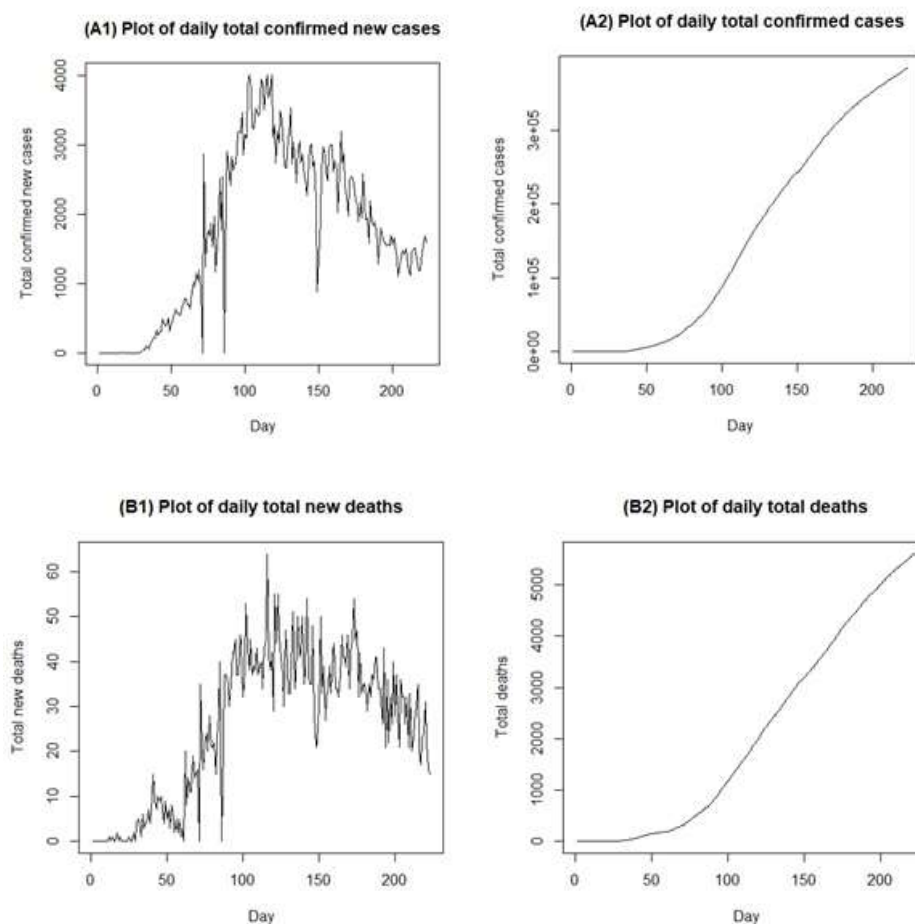 (A1) Plot of daily total confirmed new cases
Total confirmed new cases
0
1000
2000
3000
4000
0
50
100
150
200
Day
(A2) Plot of daily total confirmed cases
Total confirmed cases
0e+00
1e+05
2e+05
3e+05
0
50
100
150
200
Day
(B1) Plot of daily total new deaths
Total new deaths
0
10
20
30
40
50
60
0
50
100
150
200
Day
(B2) Plot of daily total deaths
Total deaths
0
1000
2000
3000
4000
5000
0
50
100
150
200
Day